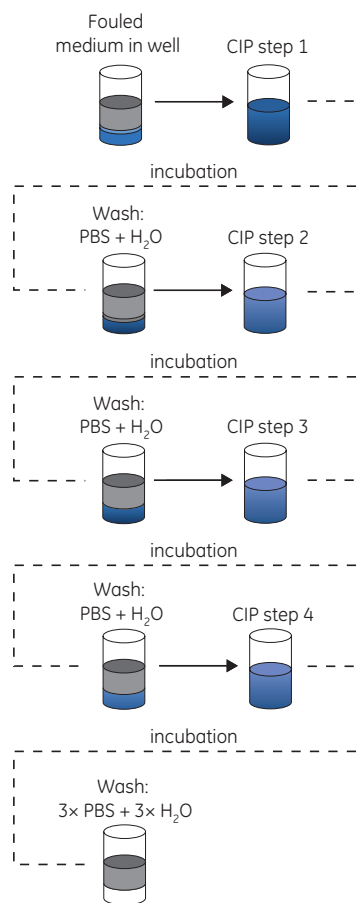 Fouled
medium in well
CIP step 1
incubation
Wash:
PBS + H₂O
CIP step 2
incubation
Wash:
PBS + H₂O
CIP step 3
incubation
Wash:
PBS + H₂O
CIP step 4
incubation
Wash:
3× PBS + 3× H₂O